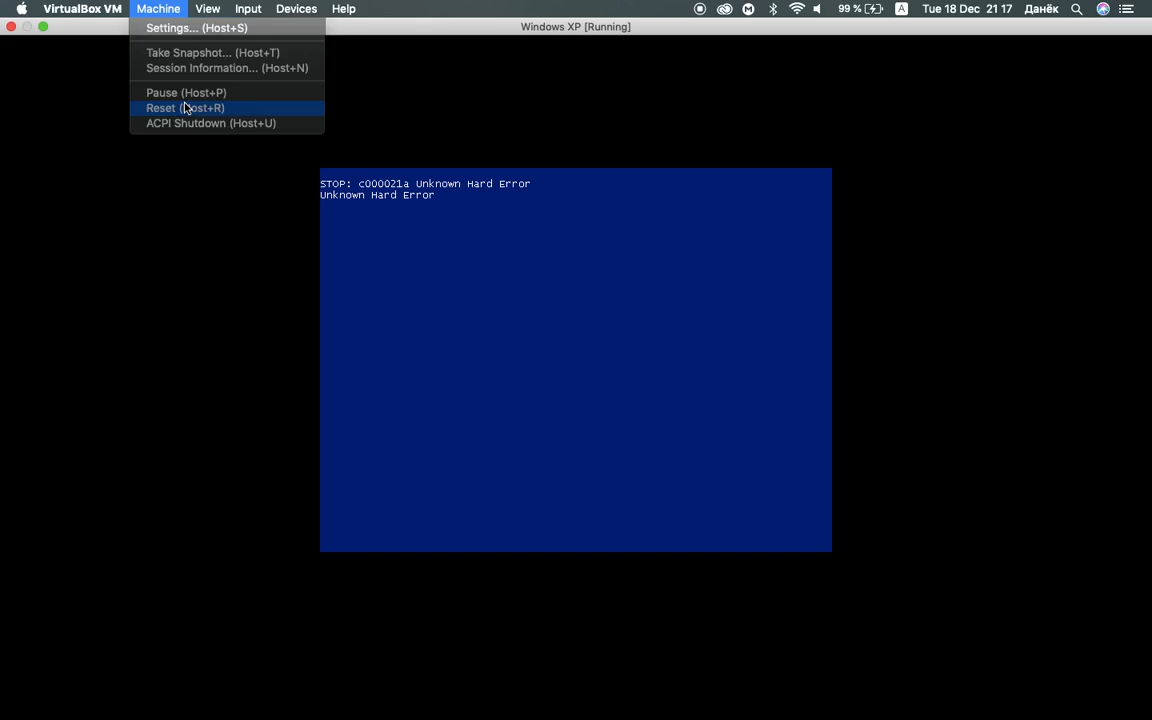 VirtualBox VM Machine View Input Devices Help 99 % A Tue 18 Dec 21 17 Данёк
Windows XP [Running]
Settings... (Host+S)
Take Snapshot... (Host+T)
Session Information... (Host+N)
Pause (Host+P)
Reset (Host+R)
ACPI Shutdown (Host+U)
STOP: c000021a Unknown Hard Error
Unknown Hard Error